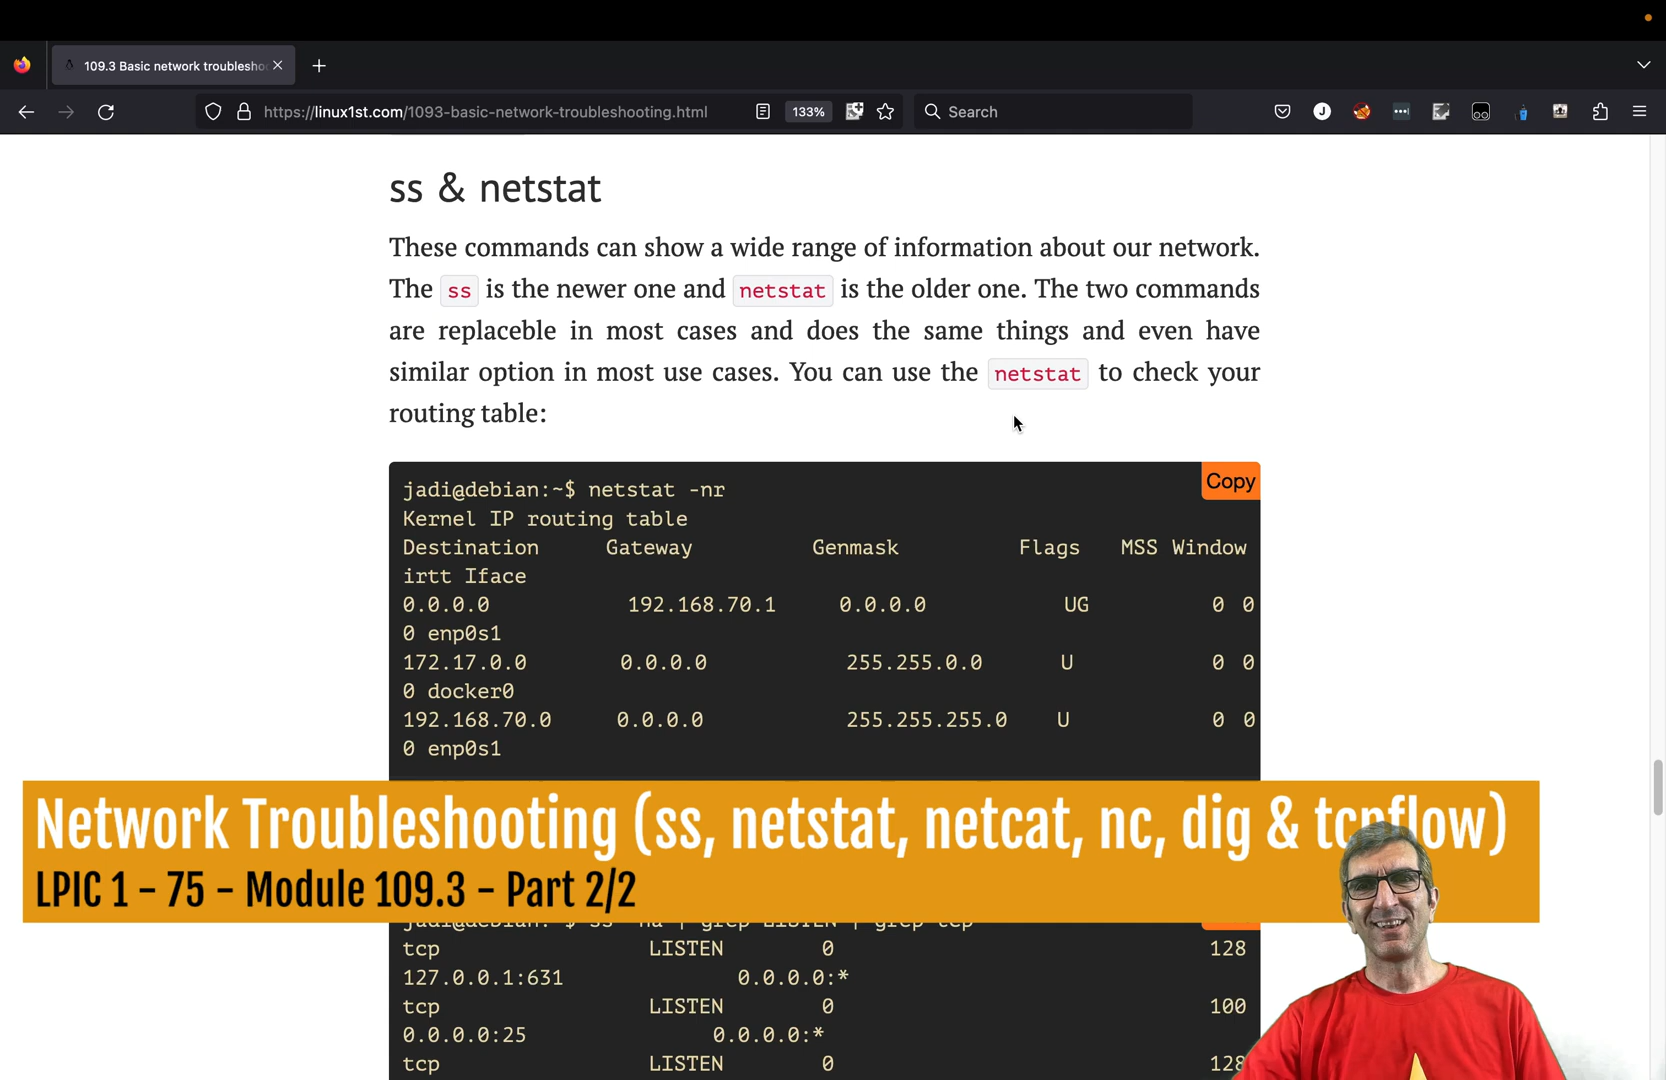 109.3 Basic network troublesho
https://linux1st.com/1093-basic-network-troubleshooting.html
133%
Search
J
ss & netstat
These commands can show a wide range of information about our network.
The ss is the newer one and netstat is the older one. The two commands
are replaceble in most cases and does the same things and even have
similar option in most use cases. You can use the netstat to check your
routing table:
Copy
jadi@debian:~$ netstat -nr
Kernel IP routing table
Destination Gateway Genmask Flags MSS Window
irtt Iface
0.0.0.0 192.168.70.1 0.0.0.0 UG 0 0
0 enp0s1
172.17.0.0 0.0.0.0 255.255.0.0 U 0 0
0 docker0
192.168.70.0 0.0.0.0 255.255.255.0 U 0 0
0 enp0s1
Network Troubleshooting (ss, netstat, netcat, nc, dig & tcpflow)
LPIC 1 - 75 - Module 109.3 - Part 2/2
tcp LISTEN 0 128
127.0.0.1:631 0.0.0.0:*
tcp LISTEN 0 100
0.0.0.0:25 0.0.0.0:*
tcp LISTEN 0 128